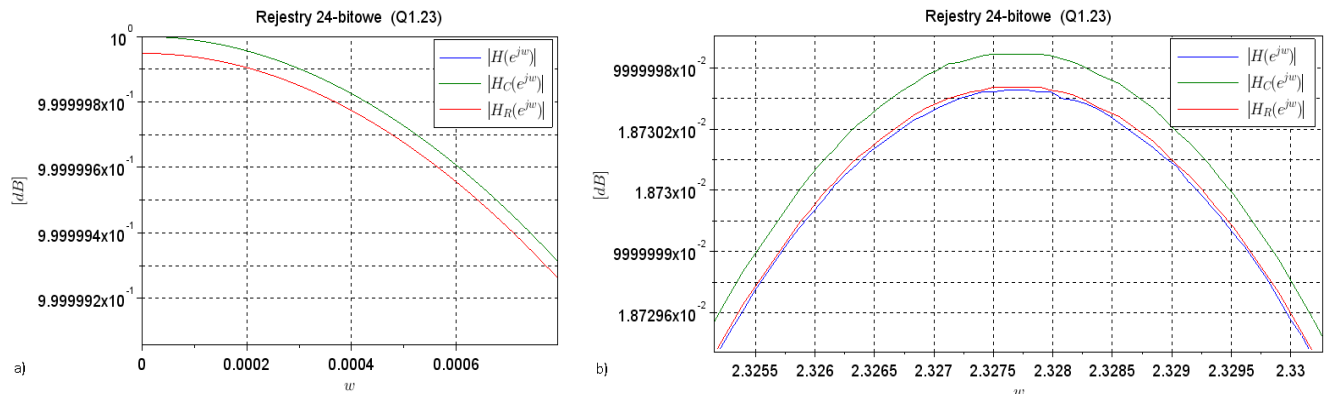 Rejestry 24-bitowe (Q1.23)
10^0
9.999998x10^-1
9.999996x10^-1
9.999994x10^-1
9.999992x10^-1
[dB]
|H(e^{jw})|
|H_C(e^{jw})|
|H_R(e^{jw})|
0 0.0002 0.0004 0.0006
w
a)
Rejestry 24-bitowe (Q1.23)
9999998x10^-2
1.87302x10^-2
1.873x10^-2
9999999x10^-2
1.87296x10^-2
[dB]
|H(e^{jw})|
|H_C(e^{jw})|
|H_R(e^{jw})|
2.3255 2.326 2.3265 2.327 2.3275 2.328 2.3285 2.329 2.3295 2.33
w
b)